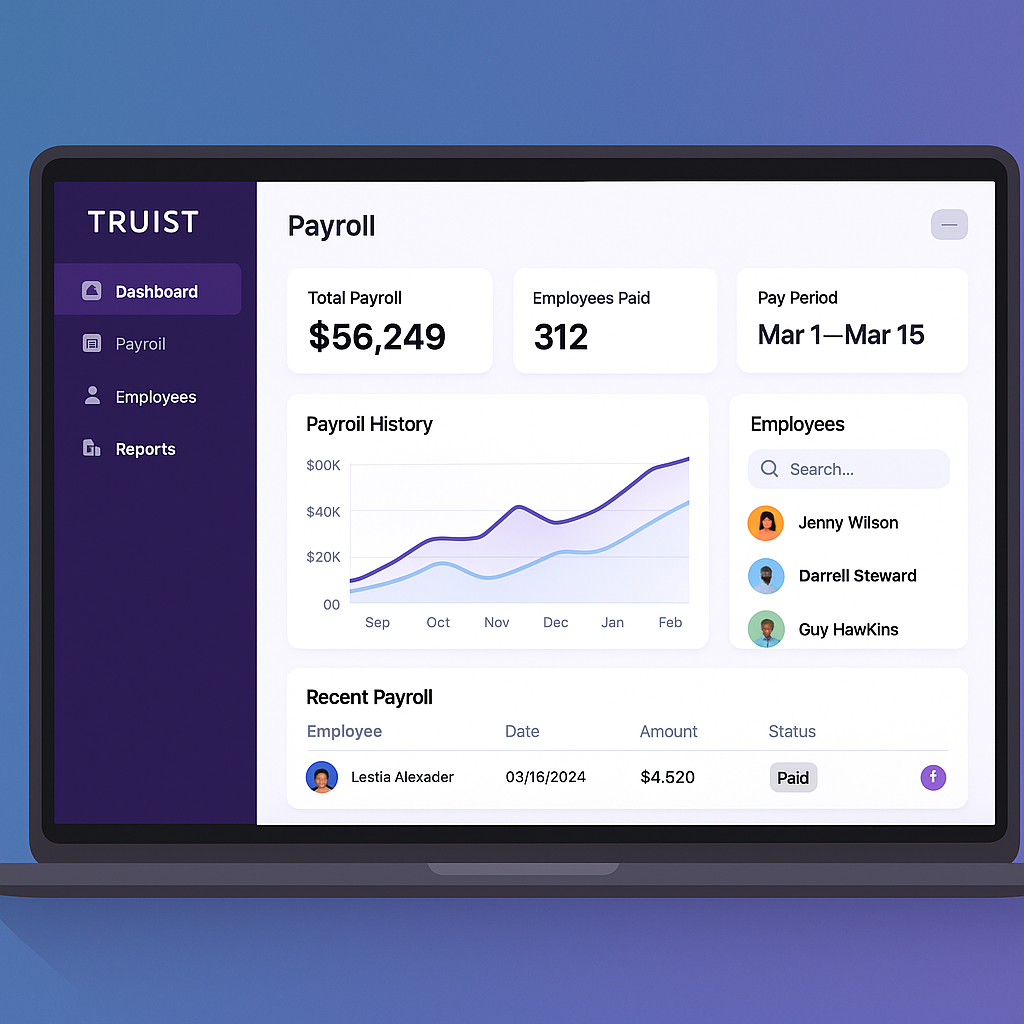 TRUIST
Dashboard
Payroil
Employees
Reports
Payroll
Total Payroll
$56,249
Employees Paid
312
Pay Period
Mar 1—Mar 15
Payroil History
$00K
$40K
$20K
00
Sep Oct Nov Dec Jan Feb
Employees
Search...
Jenny Wilson
Darrell Steward
Guy HawKins
Recent Payroll
Employee Date Amount Status
Lestia Alexader 03/16/2024 $4.520 Paid f